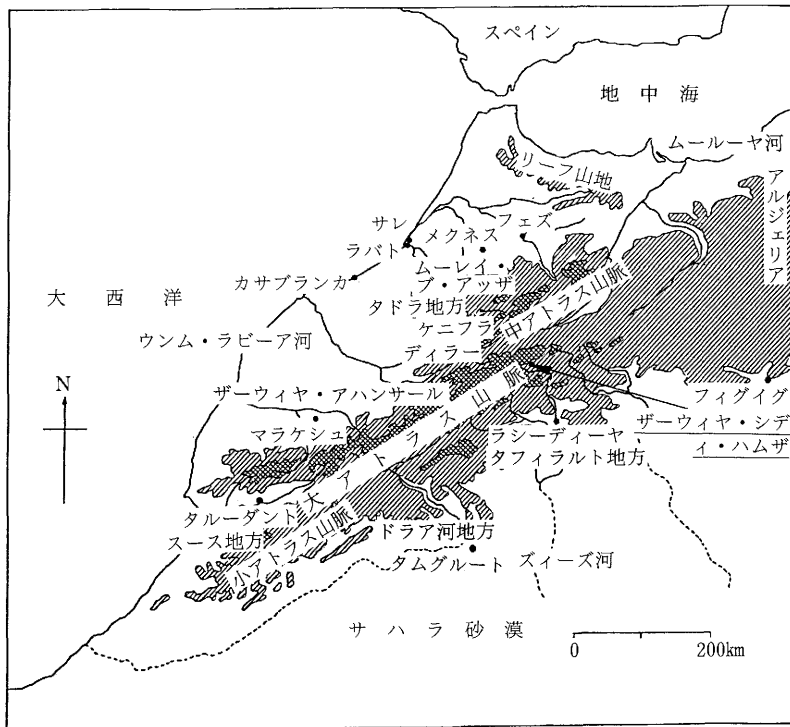 スペイン
地中海
ムールーヤ河
リーフ山地
アルジェリア
サレ
メクネス
フェズ
ラバト
ムーレイ・
ブ・アッザ
カサブランカ
大西洋
タドラ地方
中アトラス山脈
ケニフラ
ウンム・ラビーア河
ディラー
N
ザーウィヤ・アハンサール
フィグイグ
マラケシュ
大アトラス山脈
ラシーディーヤ
ザーウィヤ・シデ
ィ・ハムザ
タフィラルト地方
タルーダント
スース地方
小アトラス山脈
ドラア河地方
タムグルート
ズィーズ河
サハラ砂漠
0 200km